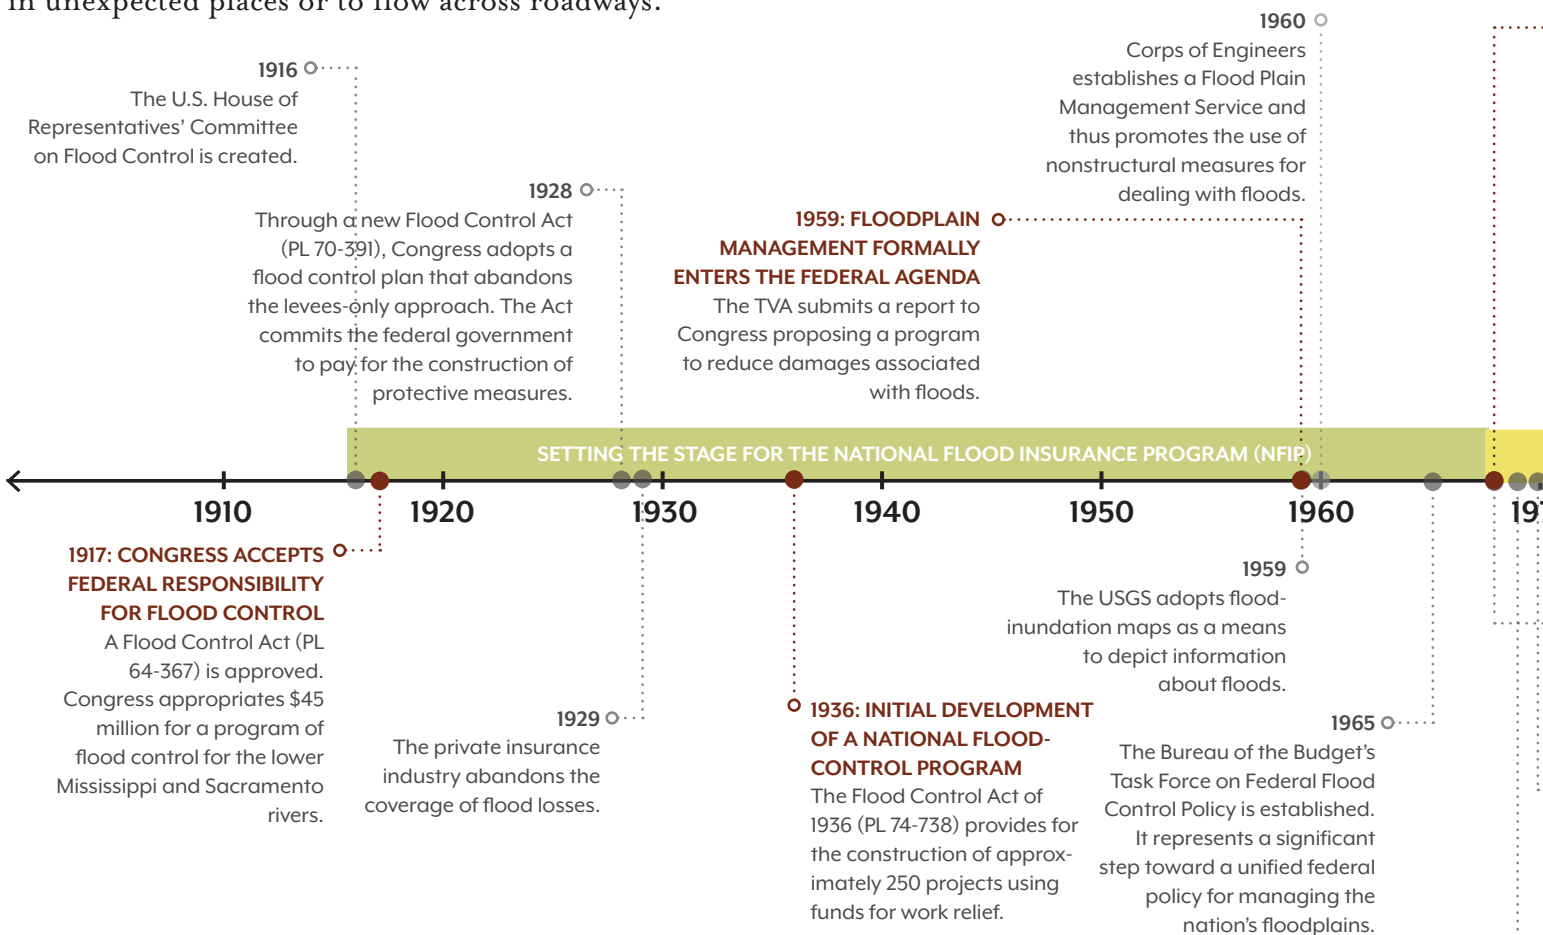 in unexpected places or to flow across roadways.
1916
The U.S. House of
Representatives’ Committee
on Flood Control is created.
1928
Through a new Flood Control Act
(PL 70-391), Congress adopts a
flood control plan that abandons
the levees-only approach. The Act
commits the federal government
to pay for the construction of
protective measures.
1959: FLOODPLAIN
MANAGEMENT FORMALLY
ENTERS THE FEDERAL AGENDA
The TVA submits a report to
Congress proposing a program
to reduce damages associated
with floods.
1960
Corps of Engineers
establishes a Flood Plain
Management Service and
thus promotes the use of
nonstructural measures for
dealing with floods.
SETTING THE STAGE FOR THE NATIONAL FLOOD INSURANCE PROGRAM (NFIP)
1910 1920 1930 1940 1950 1960
1917: CONGRESS ACCEPTS
FEDERAL RESPONSIBILITY
FOR FLOOD CONTROL
A Flood Control Act (PL
64-367) is approved.
Congress appropriates $45
million for a program of
flood control for the lower
Mississippi and Sacramento
rivers.
1929
The private insurance
industry abandons the
coverage of flood losses.
1936: INITIAL DEVELOPMENT
OF A NATIONAL FLOOD-
CONTROL PROGRAM
The Flood Control Act of
1936 (PL 74-738) provides for
the construction of approx-
imately 250 projects using
funds for work relief.
1959
The USGS adopts flood-
inundation maps as a means
to depict information
about floods.
1965
The Bureau of the Budget’s
Task Force on Federal Flood
Control Policy is established.
It represents a significant
step toward a unified federal
policy for managing the
nation’s floodplains.